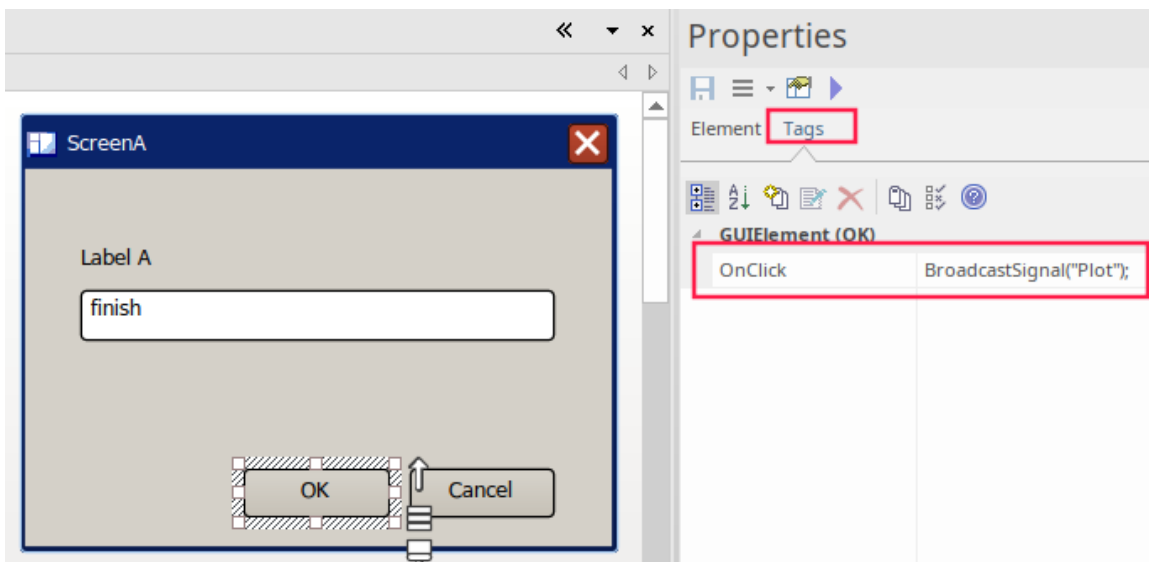 Properties
Element Tags
ScreenA
GUIElement (OK)
OnClick BroadcastSignal("Plot");
Label A
finish
OK Cancel